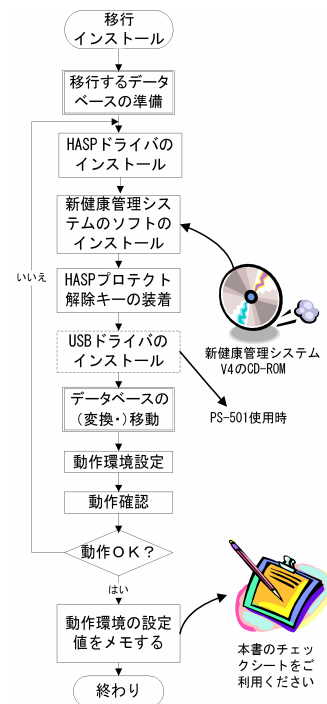 移行
インストール
移行するデータ
ベースの準備
HASPドライバの
インストール
新健康管理シス
テムのソフトの
インストール
いいえ
HASPプロテクト
解除キーの装着
新健康管理システム
V4のCD-ROM
USBドライバの
インストール
PS-501使用時
データベースの
(変換・)移動
動作環境設定
動作確認
動作OK?
はい
動作環境の設定
値をメモする
本書のチェッ
クシートをご
利用ください
終わり